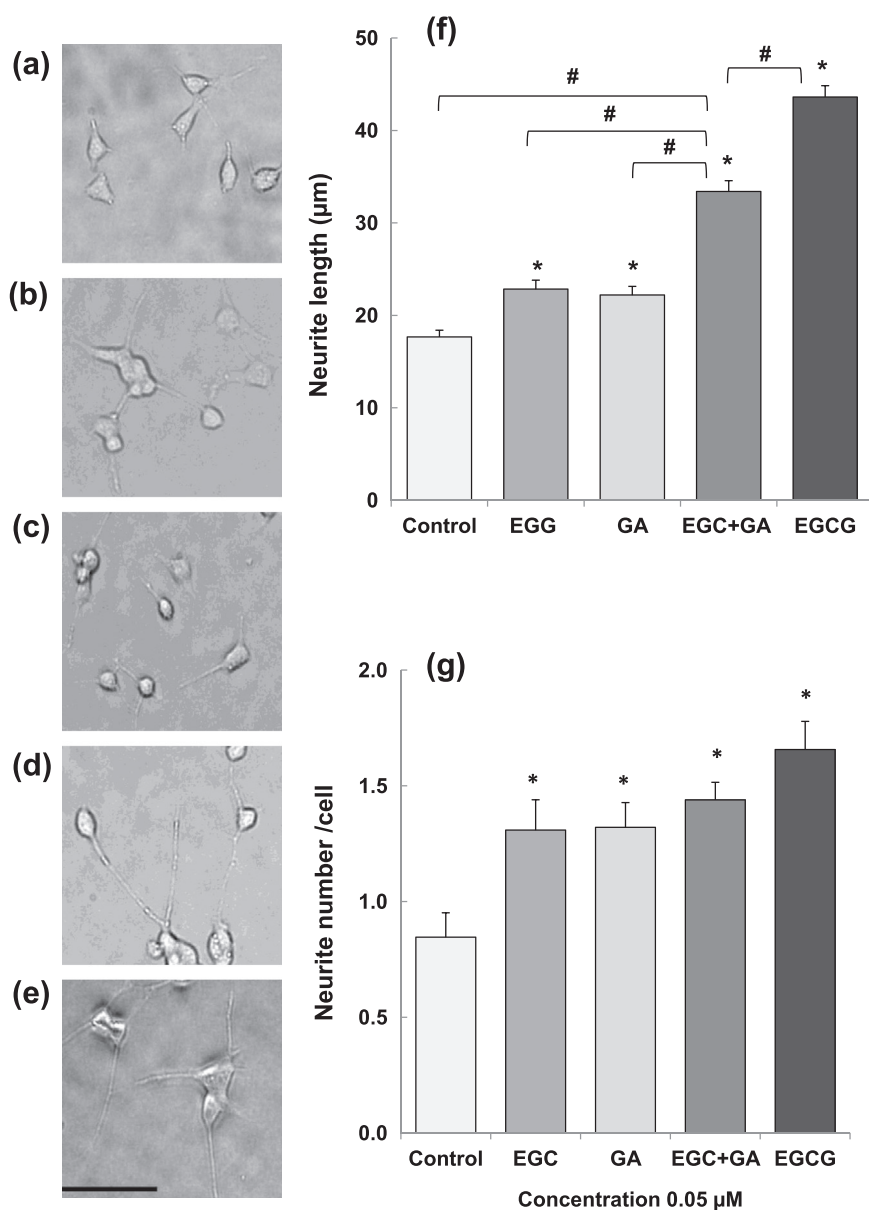 (a)
(b)
(c)
(d)
(e)
(f)
Neurite length (µm)
50
40
30
20
10
0
#
#
#
#
*
*
*
*
Control EGG GA EGC+GA EGCG
(g)
Neurite number /cell
2.0
1.5
1.0
0.5
0.0
*
*
*
*
Control EGC GA EGC+GA EGCG
Concentration 0.05 µM